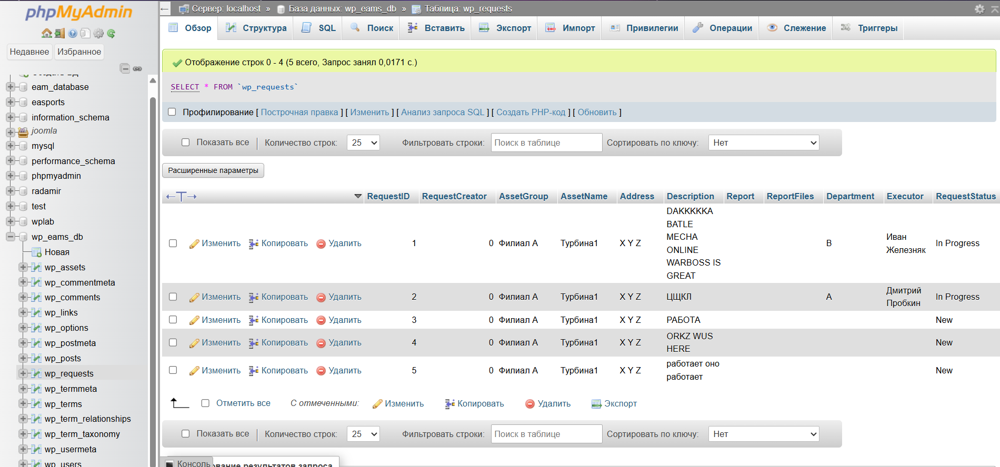 phpMyAdmin
Недавнее Избранное
eam_database
easports
information_schema
joomla
mysql
performance_schema
phpmyadmin
radamir
test
wplab
wp_eams_db
Новая
wp_assets
wp_commentmeta
wp_comments
wp_links
wp_options
wp_postmeta
wp_posts
wp_requests
wp_termmeta
wp_terms
wp_term_relationships
wp_term_taxonomy
wp_usermeta
wp_users
Сервер: localhost » База данных: wp_eams_db » Таблица: wp_requests
Обзор Структура SQL Поиск Вставить Экспорт Импорт Привилегии Операции Слежение Триггеры
Отображение строк 0 - 4 (5 всего, Запрос занял 0,0171 с.)
SELECT * FROM `wp_requests`
Профилирование [ Построчная правка ] [ Изменить ] [ Анализ запроса SQL ] [ Создать PHP-код ] [ Обновить ]
Показать все | Количество строк: 25 Фильтровать строки: Поиск в таблице Сортировать по ключу: Нет
Расширенные параметры
←T→ RequestID RequestCreator AssetGroup AssetName Address Description Report ReportFiles Department Executor RequestStatus
DAKKKKKA
BATLE
MECHA
ONLINE
WARBOSS IS
GREAT
Изменить Копировать Удалить 1 0 Филиал А Турбина1 X Y Z B Иван Железняк In Progress
Изменить Копировать Удалить 2 0 Филиал А Турбина1 X Y Z ЦЩКЛ A Дмитрий Пробкин In Progress
Изменить Копировать Удалить 3 0 Филиал А Турбина1 X Y Z РАБОТА New
Изменить Копировать Удалить 4 0 Филиал А Турбина1 X Y Z ORKZ WUS HERE New
Изменить Копировать Удалить 5 0 Филиал А Турбина1 X Y Z работает оно работает New
Отметить все С отмеченными: Изменить Копировать Удалить Экспорт
Показать все | Количество строк: 25 Фильтровать строки: Поиск в таблице Сортировать по ключу: Нет
Консоль результатов запроса